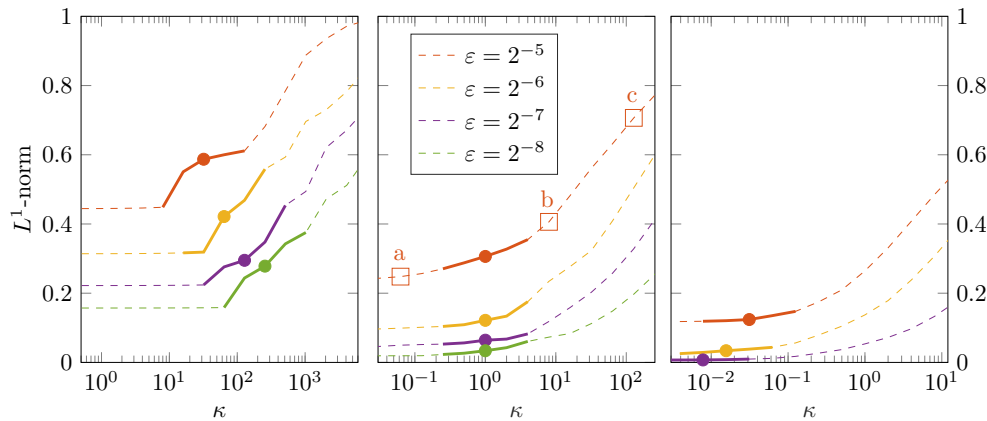 1
0.8
0.6
0.4
0.2
0
L¹-norm
10⁰ 10¹ 10² 10³
κ
ε = 2⁻⁵
ε = 2⁻⁶
ε = 2⁻⁷
ε = 2⁻⁸
a
b
c
10⁻¹ 10⁰ 10¹ 10²
κ
10⁻² 10⁻¹ 10⁰ 10¹
κ
1
0.8
0.6
0.4
0.2
0